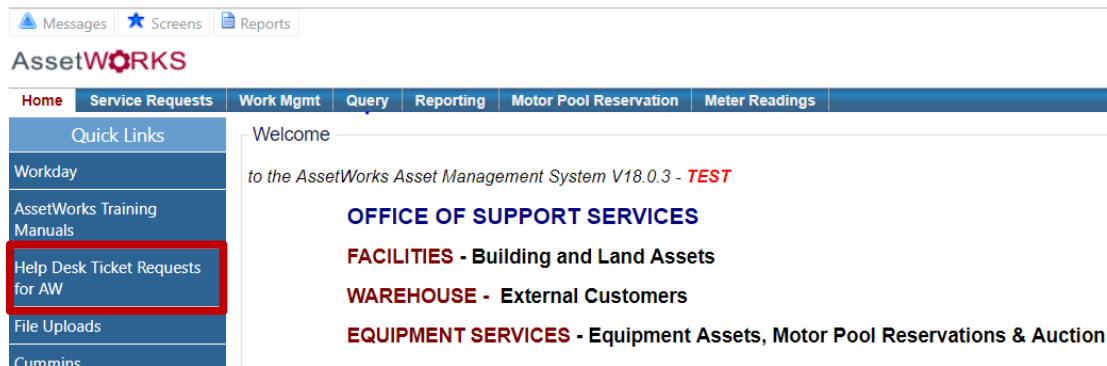 Messages Screens Reports
AssetWORKS
Home Service Requests Work Mgmt Query Reporting Motor Pool Reservation Meter Readings
Quick Links
Welcome
Workday
to the AssetWorks Asset Management System V18.0.3 - TEST
AssetWorks Training
Manuals
OFFICE OF SUPPORT SERVICES
Help Desk Ticket Requests
for AW
FACILITIES - Building and Land Assets
WAREHOUSE - External Customers
File Uploads
EQUIPMENT SERVICES - Equipment Assets, Motor Pool Reservations & Auction
Cummins